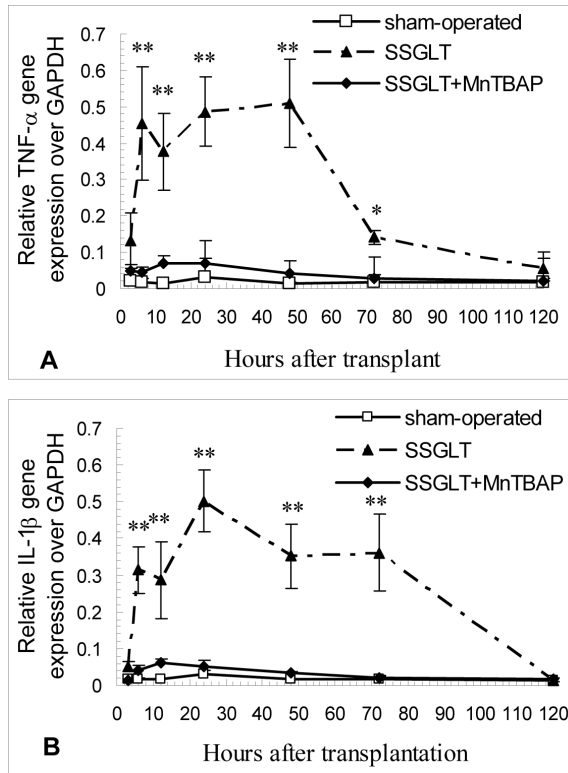 sham-operated
SSGLT
SSGLT+MnTBAP
Relative TNF-α gene
expression over GAPDH
0.7
0.6
0.5
0.4
0.3
0.2
0.1
0
**
**
**
**
*
0 10 20 30 40 50 60 70 80 90 100 110 120
A
Hours after transplant
sham-operated
SSGLT
SSGLT+MnTBAP
Relative IL-1β gene
expression over GAPDH
0.7
0.6
0.5
0.4
0.3
0.2
0.1
0
**
**
**
**
**
0 10 20 30 40 50 60 70 80 90 100 110 120
B
Hours after transplantation